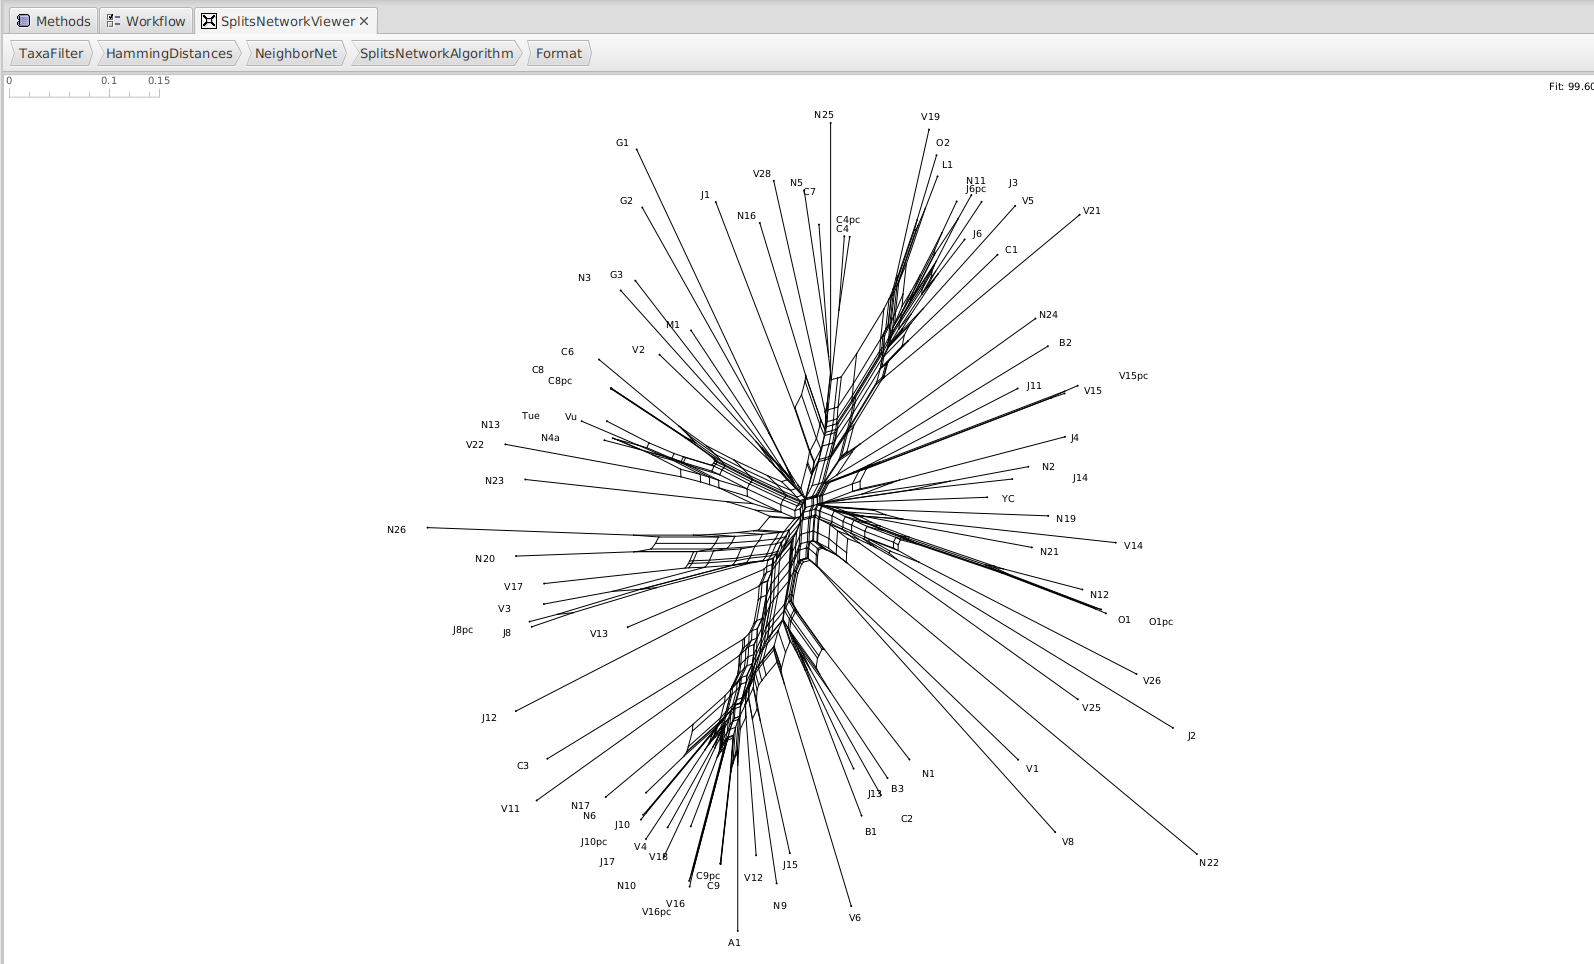 Methods Workflow SplitsNetworkViewer
TaxaFilter HammingDistances NeighborNet SplitsNetworkAlgorithm Format
0 0.1 0.15
Fit: 99.60
N25 V19
G1 O2
L1
V28 N5 N11 J3
C7 J6pc
G2 J1 V5
N16 C4pc V21
C4 J6
C1
N3 G3
M1 N24
C6 V2 B2
C8 V15pc
C8pc J11 V15
Tue Vu
N13
V22 N4a J4
N23 N2 J14
YC
N26 N19
N20 N21 V14
V17 N12
V3 O1 O1pc
J8pc J8 V13
V26
J12 V25
J2
C3 N1 V1
V11 N17 J13 B3
N6 C2
J10 B1
J10pc V4 V8
J17 V18 J15 N22
N10 C9pc V12
C9
V16 N9
V16pc V6
A1